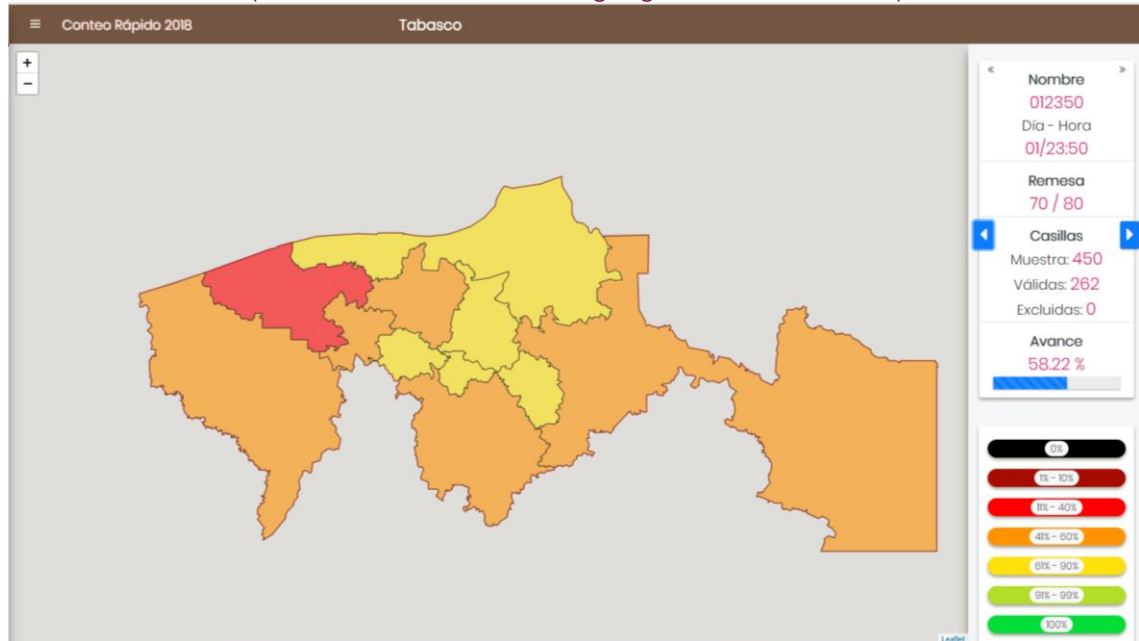 ≡ Conteo Rápido 2018
Tabasco
+
−
« »
Nombre
012350
Día - Hora
01/23:50
Remesa
70 / 80
Casillas
Muestra: 450
Válidas: 262
Excluidas: 0
Avance
58.22 %
0%
1% - 10%
11% - 40%
41% - 60%
61% - 90%
91% - 99%
100%
Leaflet